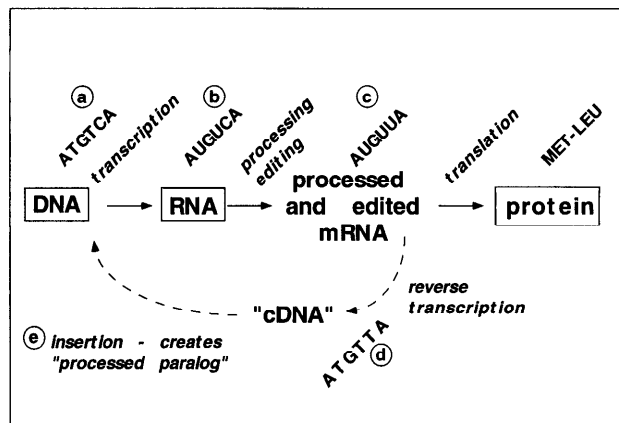 a
b
c
ATGTCA
transcription
AUGUCA
processing
editing
AUGUUA
translation
MET-LEU
DNA
RNA
processed
and edited
mRNA
protein
"cDNA"
reverse
transcription
ATGTTA
d
e insertion - creates
"processed paralog"